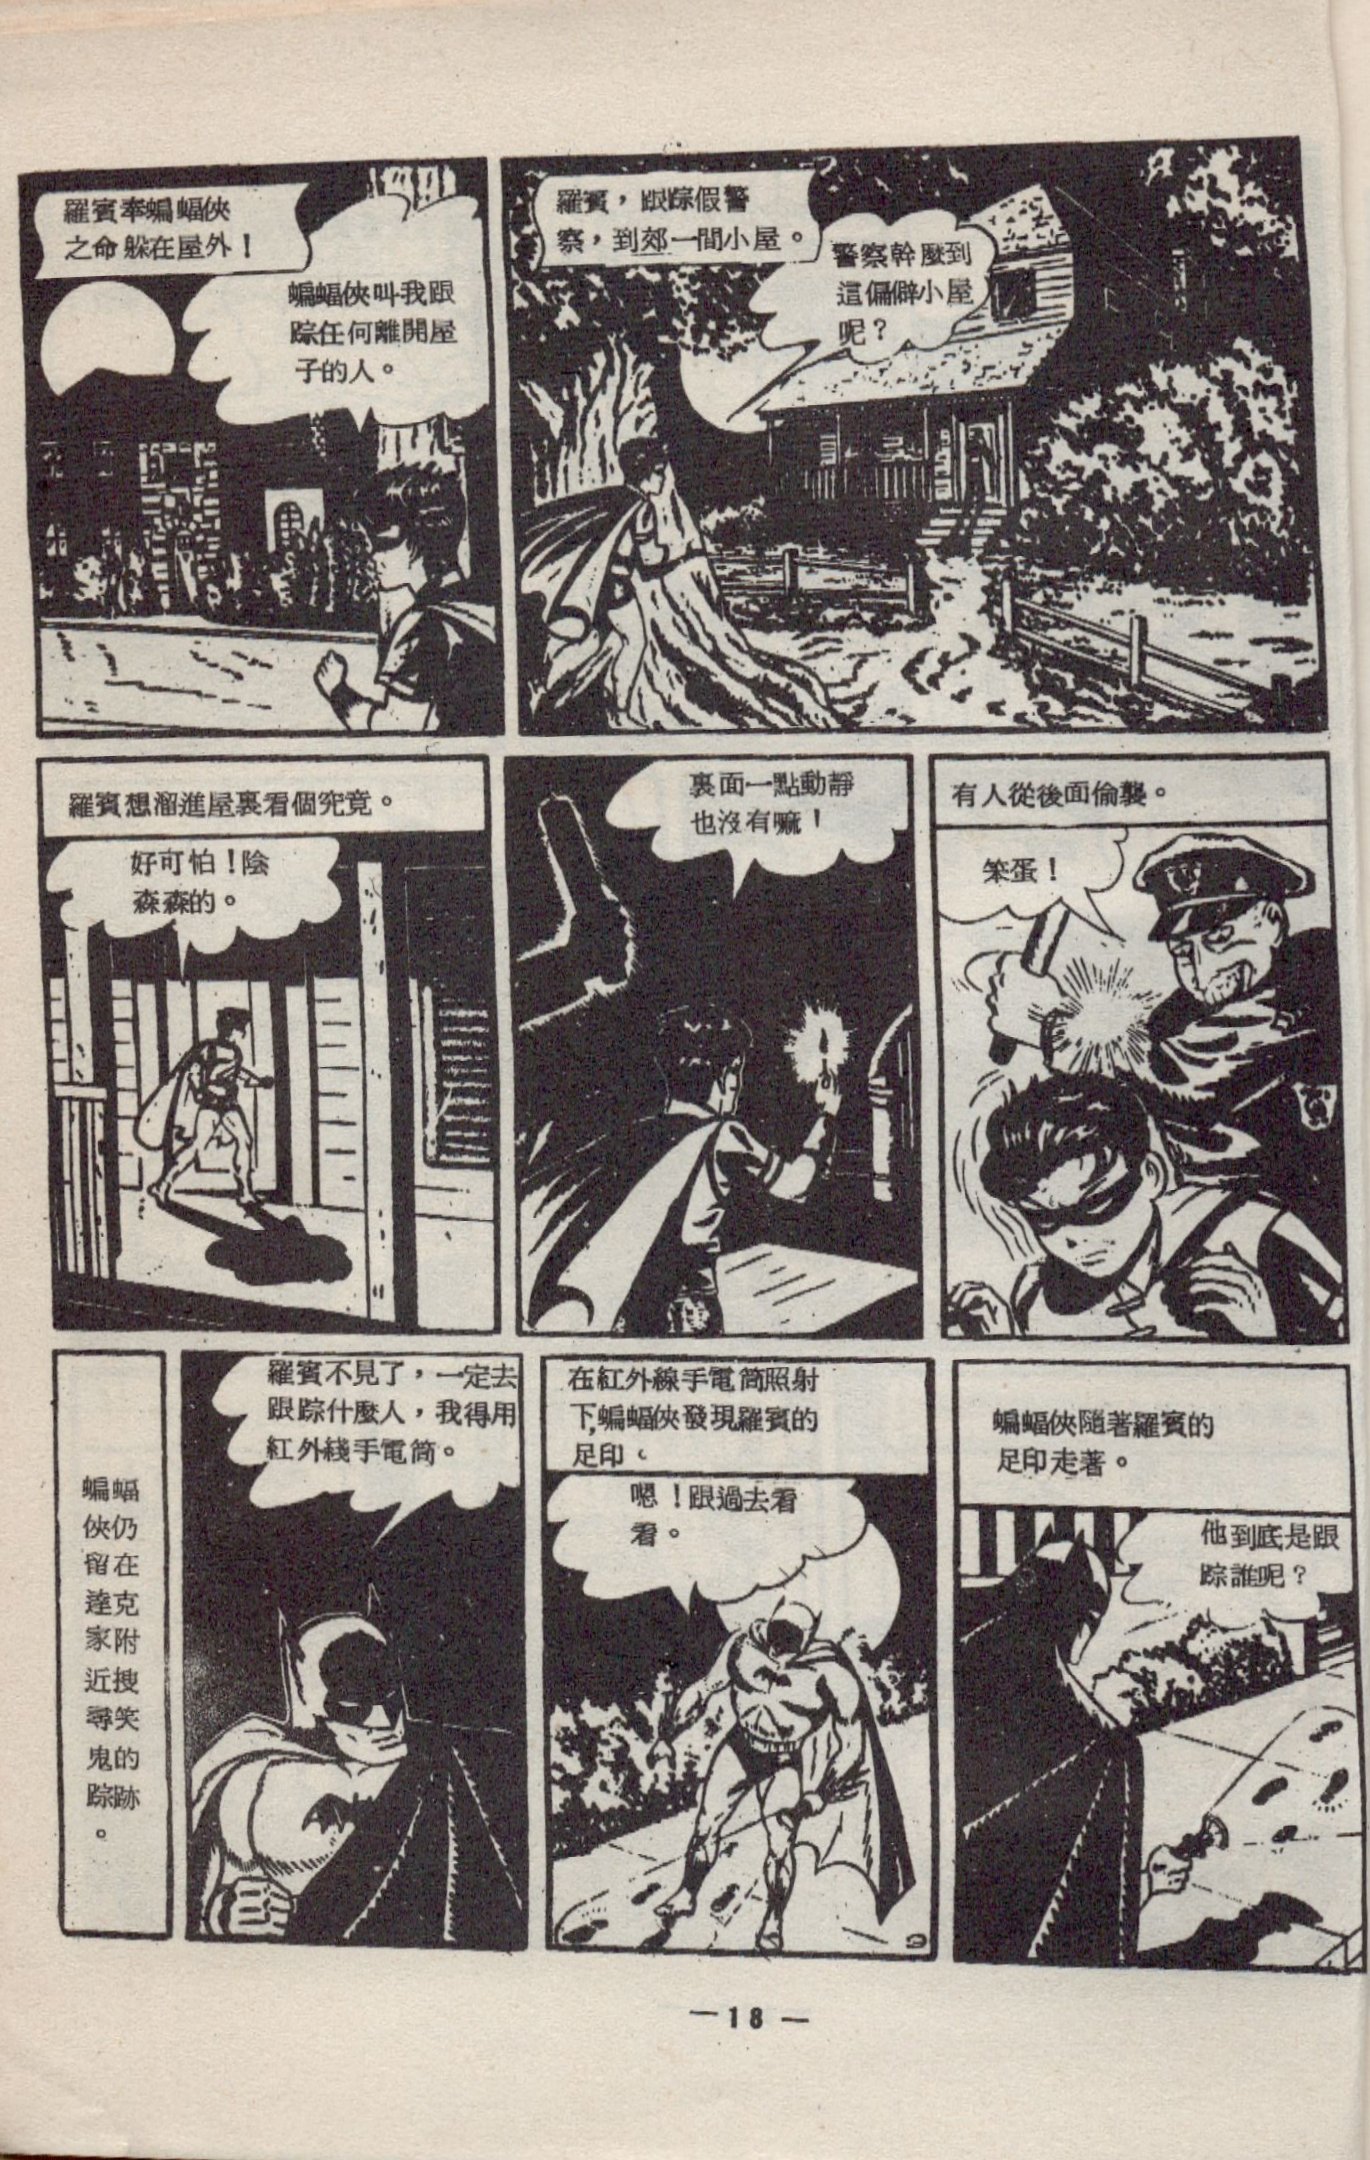 羅賓奉蝙蝠俠
之命躲在屋外！
蝙蝠俠叫我跟
踪任何離開屋
子的人。
羅賓，跟踪假警
察，到郊一間小屋。
警察幹麼到
這偏僻小屋
呢？
羅賓想溜進屋裏看個究竟。
好可怕！陰
森森的。
裏面一點動靜
也沒有嘛！
有人從後面偷襲。
笨蛋！
蝙蝠
俠仍
留在
達克
家附
近搜
尋笑
鬼的
踪跡
。
羅賓不見了，一定去
跟踪什麼人，我得用
紅外綫手電筒。
在紅外線手電筒照射
下，蝙蝠俠發現羅賓的
足印。
嗯！跟過去看
看。
蝙蝠俠隨著羅賓的
足印走著。
他到底是跟
踪誰呢？
—18—